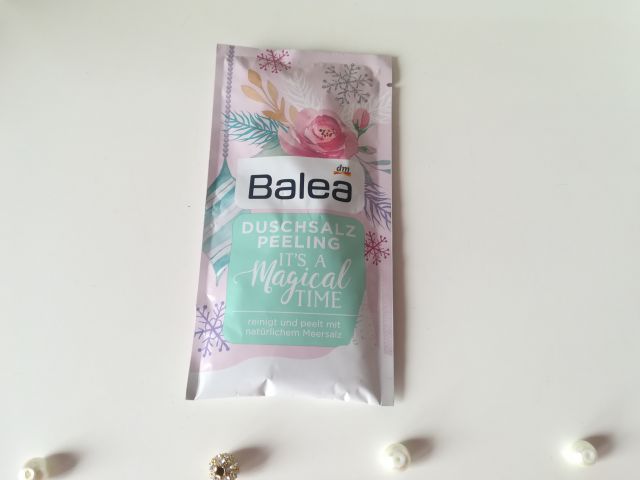 dm
Balea
DUSCHSALZ
PEELING
IT'S A
Magical
TIME
reinigt und peelt mit
natürlichem Meersalz